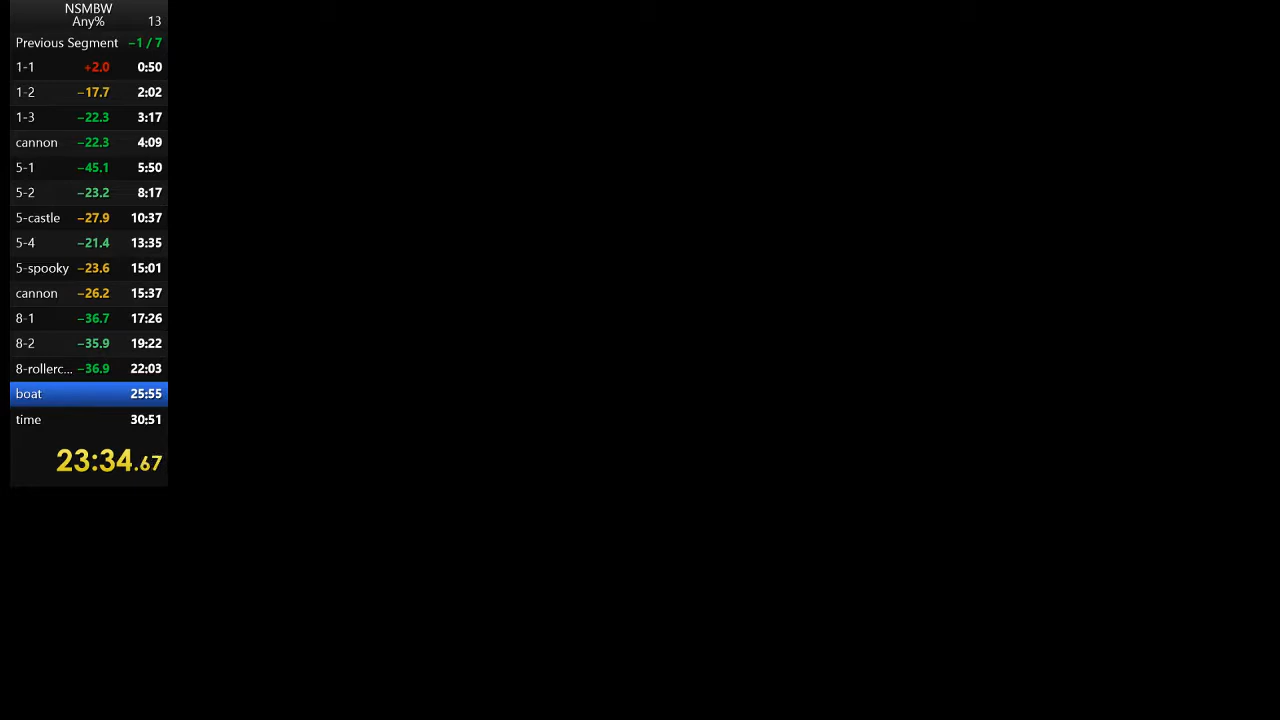 NSMBW
Any% 13
Previous Segment −1 / 7
1-1 +2.0 0:50
1-2 −17.7 2:02
1-3 −22.3 3:17
cannon −22.3 4:09
5-1 −45.1 5:50
5-2 −23.2 8:17
5-castle −27.9 10:37
5-4 −21.4 13:35
5-spooky −23.6 15:01
cannon −26.2 15:37
8-1 −36.7 17:26
8-2 −35.9 19:22
8-rollerc... −36.9 22:03
boat 25:55
time 30:51
23:34.67